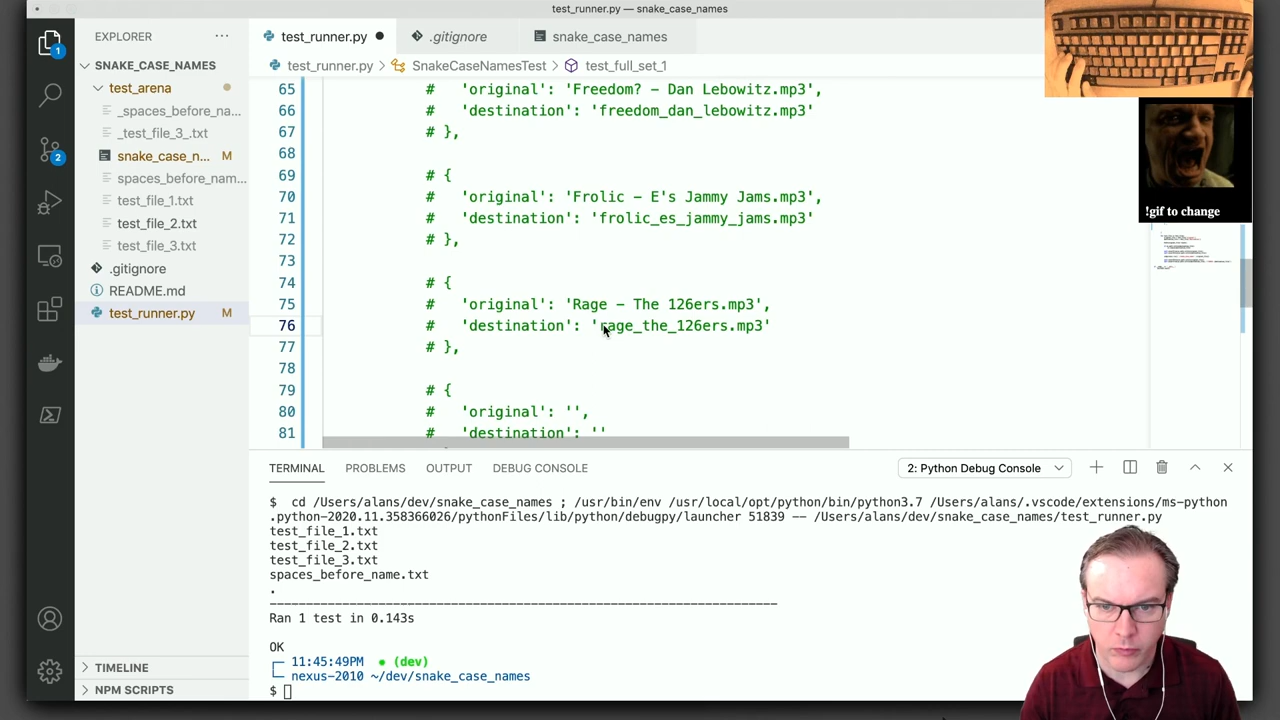 test_runner.py — snake_case_names
EXPLORER ···
test_runner.py ● .gitignore snake_case_names
SNAKE_CASE_NAMES
test_runner.py > SnakeCaseNamesTest > test_full_set_1
test_arena
_spaces_before_na...
_test_file_3_.txt
snake_case_n... M
spaces_before_nam...
test_file_1.txt
test_file_2.txt
test_file_3.txt
.gitignore
README.md
test_runner.py M
TIMELINE
NPM SCRIPTS
1
2
65 # 'original': 'Freedom? - Dan Lebowitz.mp3',
66 # 'destination': 'freedom_dan_lebowitz.mp3'
67 # },
68
69 # {
70 # 'original': 'Frolic - E's Jammy Jams.mp3',
71 # 'destination': 'frolic_es_jammy_jams.mp3'
72 # },
73
74 # {
75 # 'original': 'Rage - The 126ers.mp3',
76 # 'destination': 'rage_the_126ers.mp3'
77 # },
78
79 # {
80 # 'original': '',
81 # 'destination': ''
!gif to change
TERMINAL PROBLEMS OUTPUT DEBUG CONSOLE 2: Python Debug Console
$ cd /Users/alans/dev/snake_case_names ; /usr/bin/env /usr/local/opt/python/bin/python3.7 /Users/alans/.vscode/extensions/ms-python
.python-2020.11.358366026/pythonFiles/lib/python/debugpy/launcher 51839 -- /Users/alans/dev/snake_case_names/test_runner.py
test_file_1.txt
test_file_2.txt
test_file_3.txt
spaces_before_name.txt
.
----------------------------------------------------------------------
Ran 1 test in 0.143s
OK
11:45:49PM ● (dev)
nexus-2010 ~/dev/snake_case_names
$